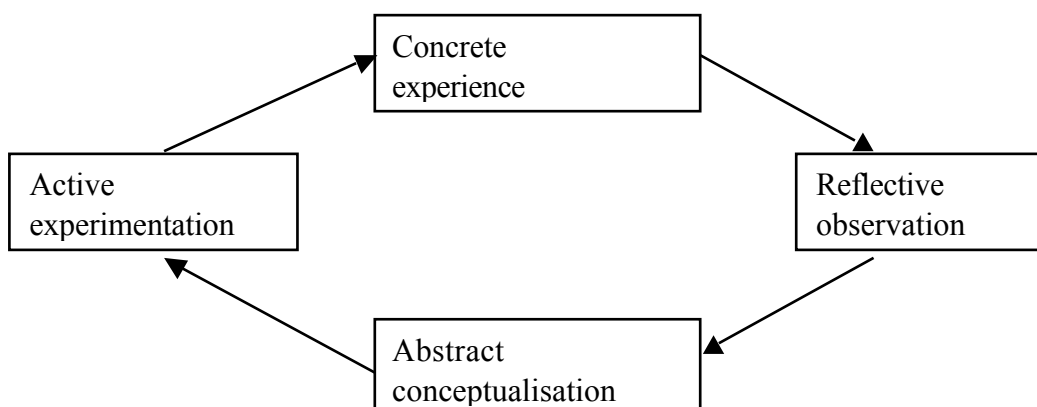 Concrete
experience
Active
experimentation
Reflective
observation
Abstract
conceptualisation